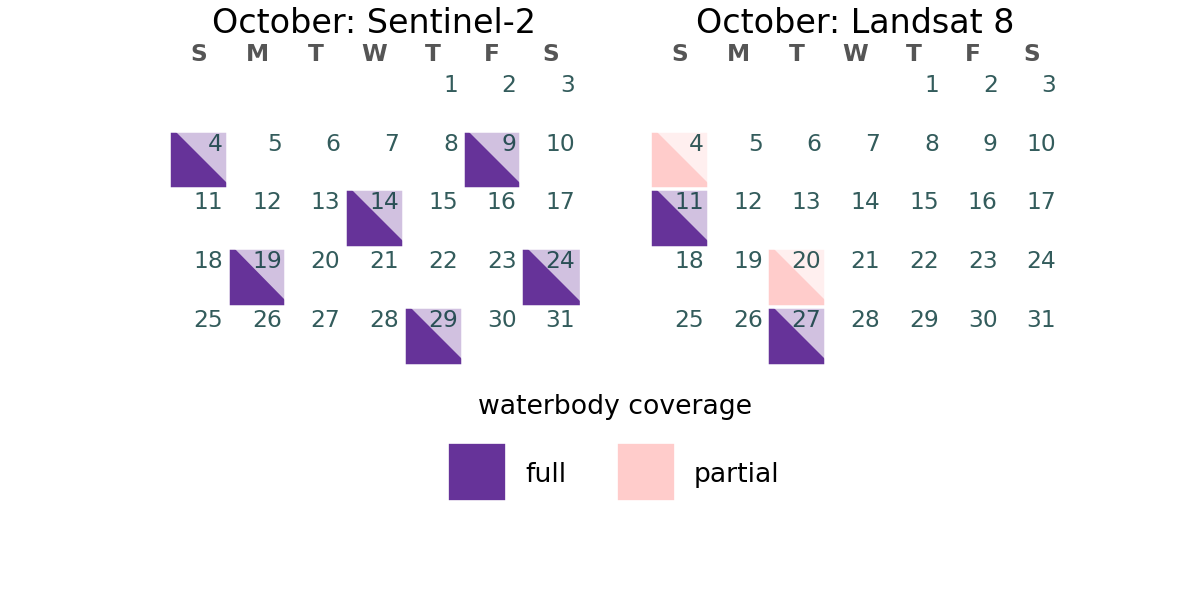 October: Sentinel-2
S M T W T F S
1 2 3
4 5 6 7 8 9 10
11 12 13 14 15 16 17
18 19 20 21 22 23 24
25 26 27 28 29 30 31
October: Landsat 8
S M T W T F S
1 2 3
4 5 6 7 8 9 10
11 12 13 14 15 16 17
18 19 20 21 22 23 24
25 26 27 28 29 30 31
waterbody coverage
full partial